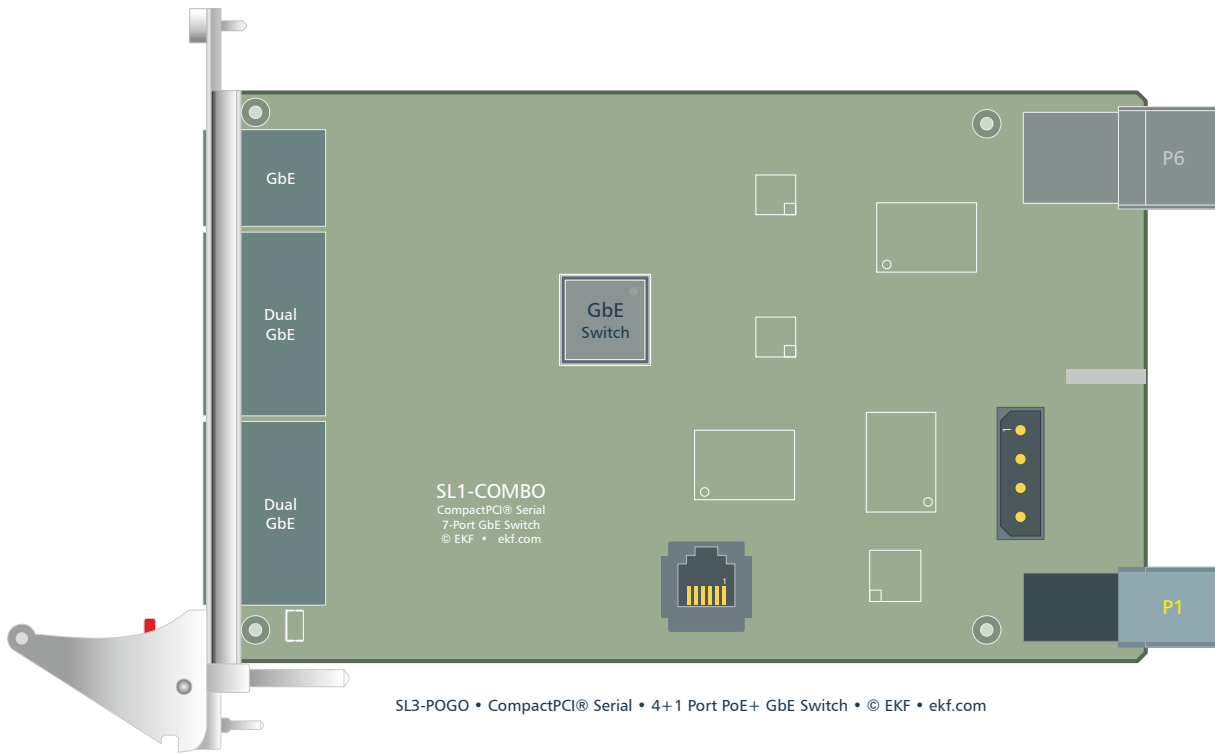 GbE
P6
Dual
GbE
GbE
Switch
1
Dual
GbE
SL1-COMBO
CompactPCI® Serial
7-Port GbE Switch
© EKF • ekf.com
1
P1
SL3-POGO • CompactPCI® Serial • 4+1 Port PoE+ GbE Switch • © EKF • ekf.com